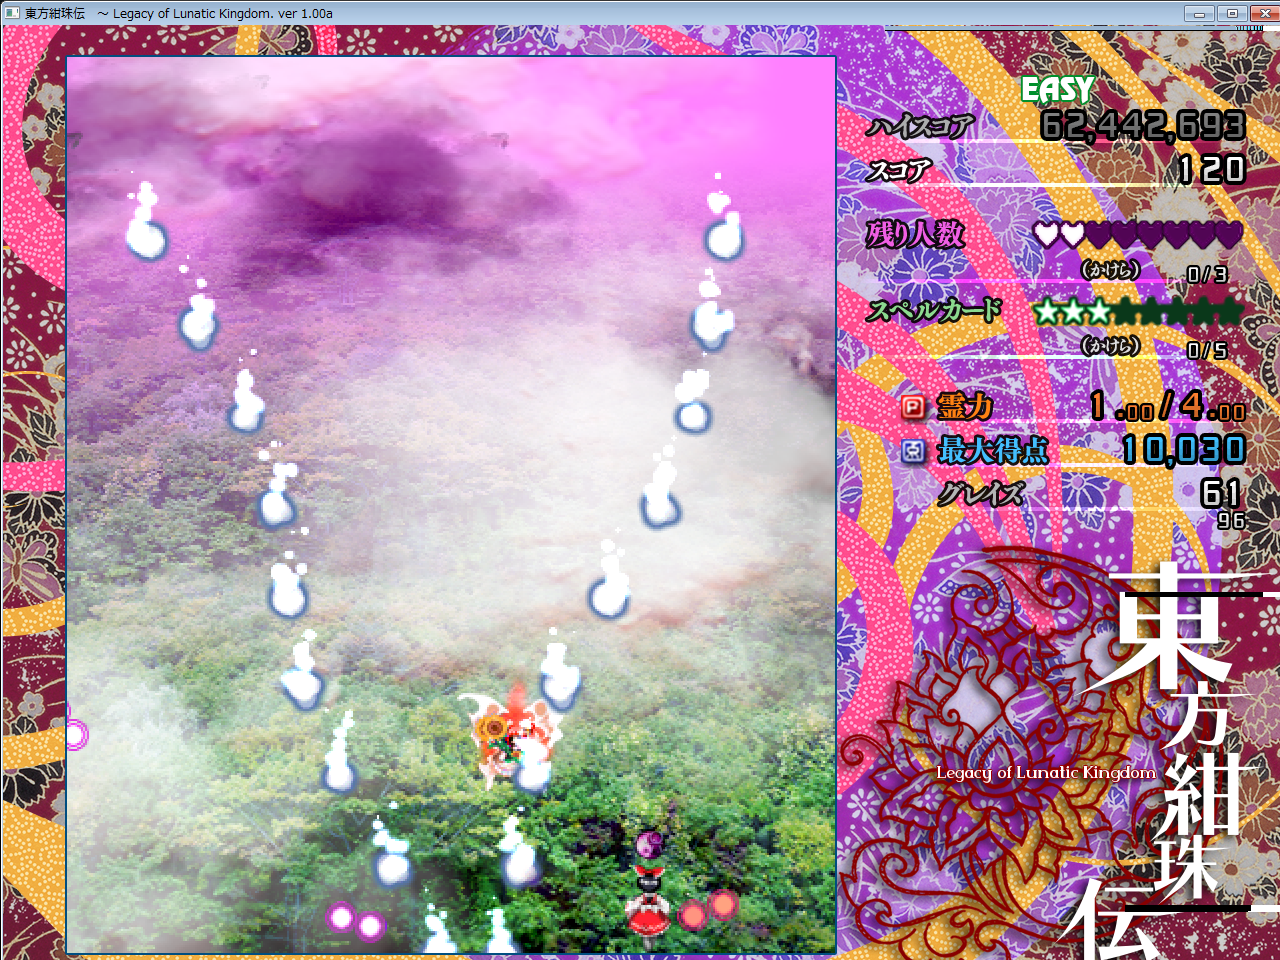 東方紺珠伝　～ Legacy of Lunatic Kingdom. ver 1.00a
EASY
ハイスコア 62,442,693
スコア 120
残り人数
(かけら) 0/3
スペルカード
(かけら) 0/5
P 霊力 1.00/4.00
得 最大得点 10,030
グレイズ 61
96
東方紺珠伝
Legacy of Lunatic Kingdom